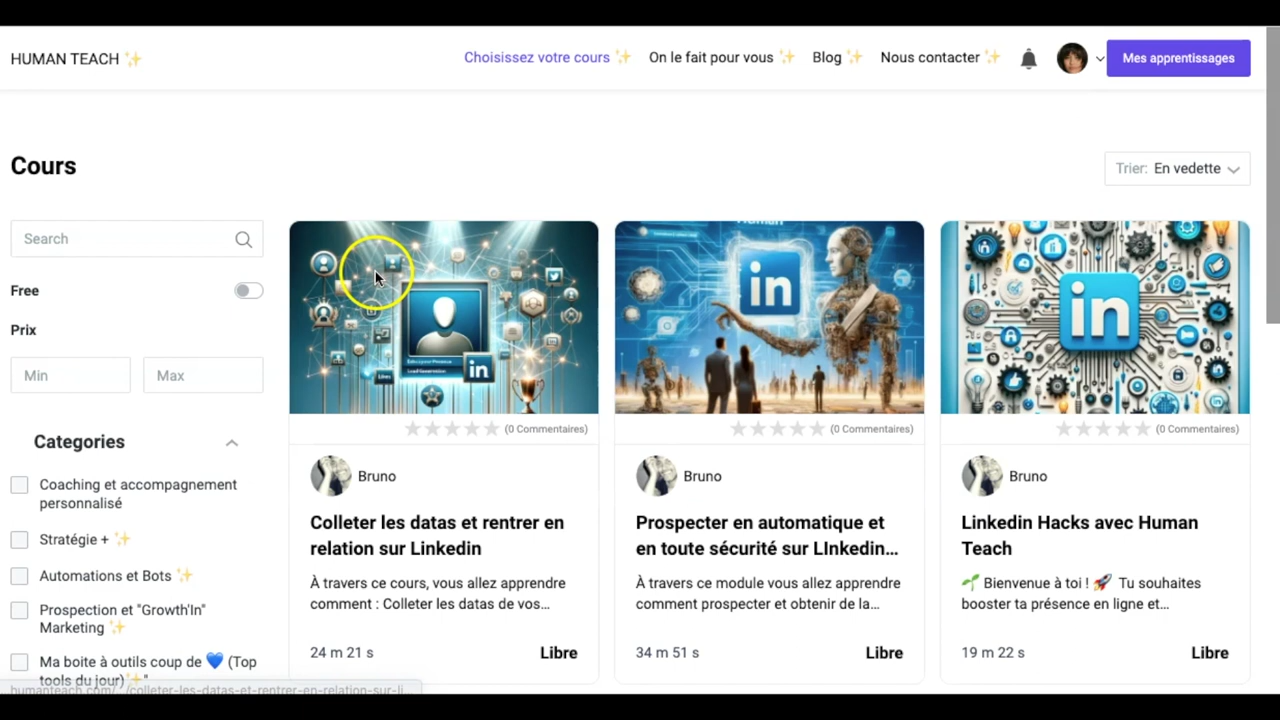 HUMAN TEACH ✨
Choisissez votre cours ✨
On le fait pour vous ✨
Blog ✨
Nous contacter ✨
Mes apprentissages
Cours
Trier: En vedette
Search
Free
Prix
Min
Max
Categories
Coaching et accompagnement
personnalisé
Stratégie + ✨
Automations et Bots ✨
Prospection et "Growth'In"
Marketing ✨
Ma boite à outils coup de 💙 (Top
tools du jour)✨"
in
(0 Commentaires)
Bruno
Colleter les datas et rentrer en
relation sur Linkedin
À travers ce cours, vous allez apprendre
comment : Colleter les datas de vos...
24 m 21 s
Libre
in
(0 Commentaires)
Bruno
Prospecter en automatique et
en toute sécurité sur LInkedin...
À travers ce module vous allez apprendre
comment prospecter et obtenir de la...
34 m 51 s
Libre
in
(0 Commentaires)
Bruno
Linkedin Hacks avec Human
Teach
🌱 Bienvenue à toi ! 🚀 Tu souhaites
booster ta présence en ligne et...
19 m 22 s
Libre